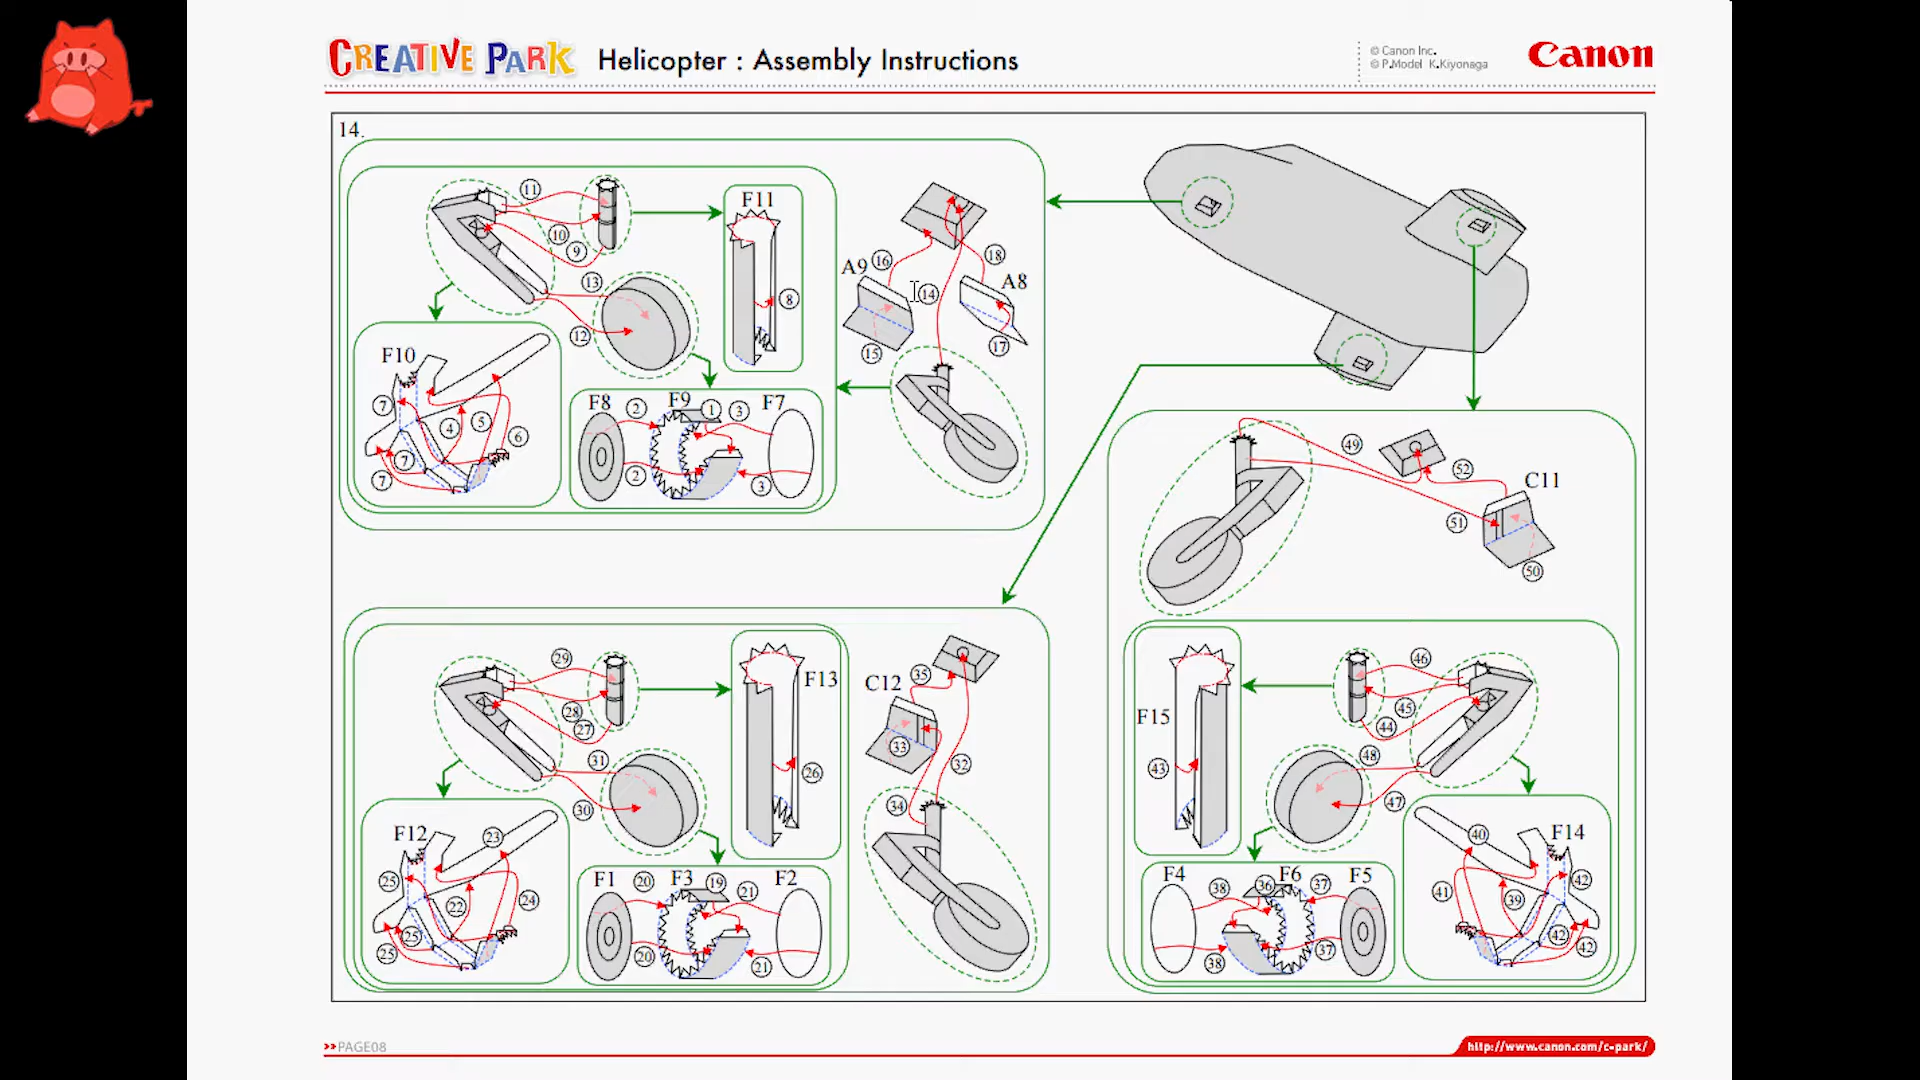 CREATIVE PARK Helicopter : Assembly Instructions
© Canon Inc.
© P.Model K.Kiyonaga
Canon
14.
11
10
9
13
12
F11
8
A9
16
18
14
A8
15
17
F10
7
4
5
6
7
7
F8
2
F9
1
3
F7
2
3
49
52
C11
51
50
29
28
27
31
30
F13
26
C12
35
33
32
34
F12
23
25
22
24
25
25
F1
20
F3
19
21
F2
20
21
F15
43
46
45
44
48
47
F4
38
36
F6
37
F5
38
37
40
F14
41
39
42
42
42
>>PAGE08
http://www.canon.com/c-park/